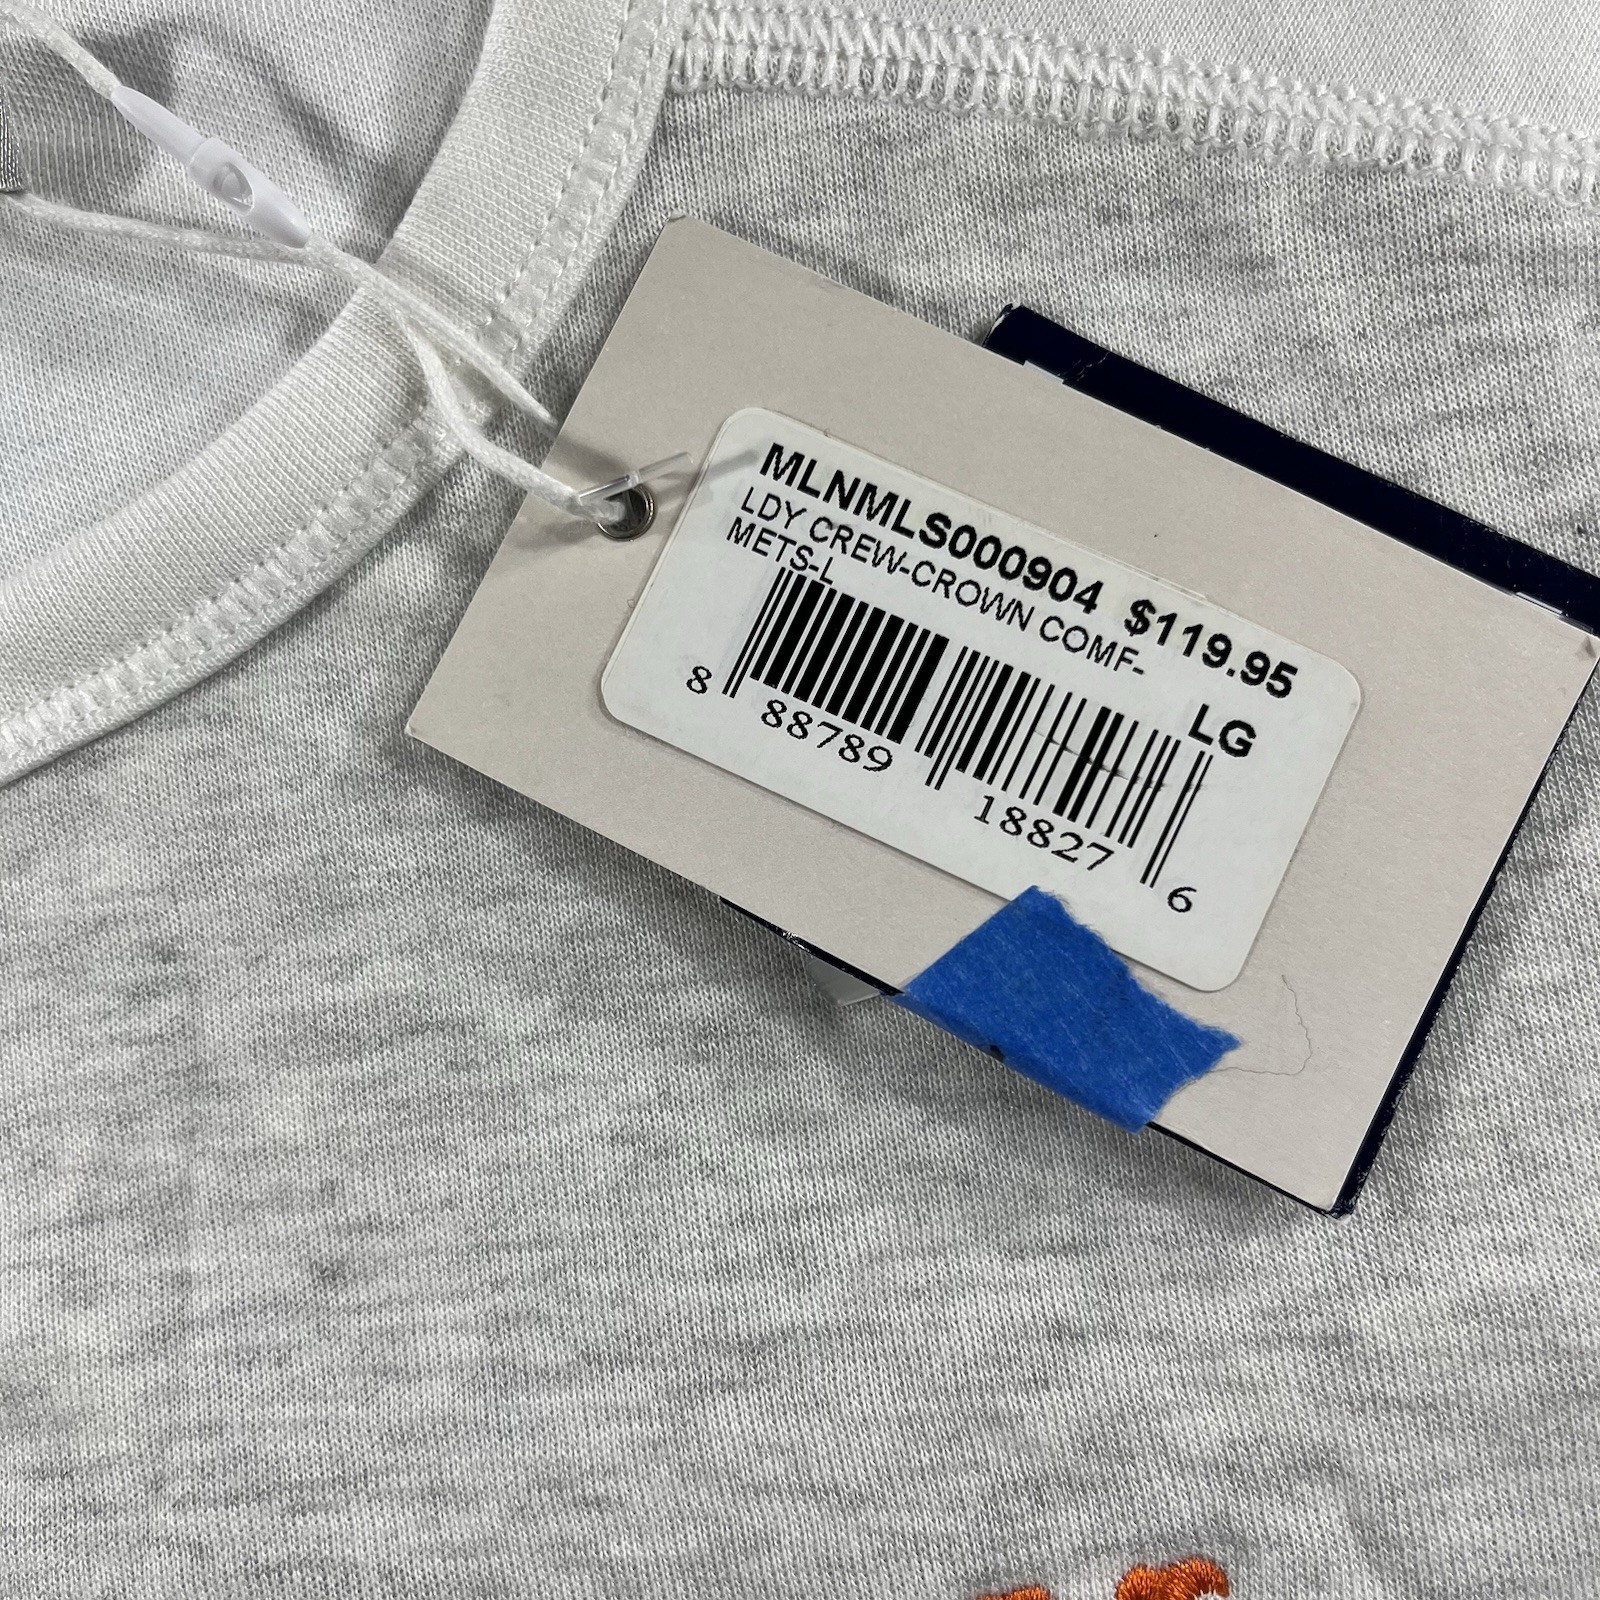 MLNMLS000904 $119.95
LDY CREW-CROWN COMF-
METS-L
LG
8 88789 18827 6